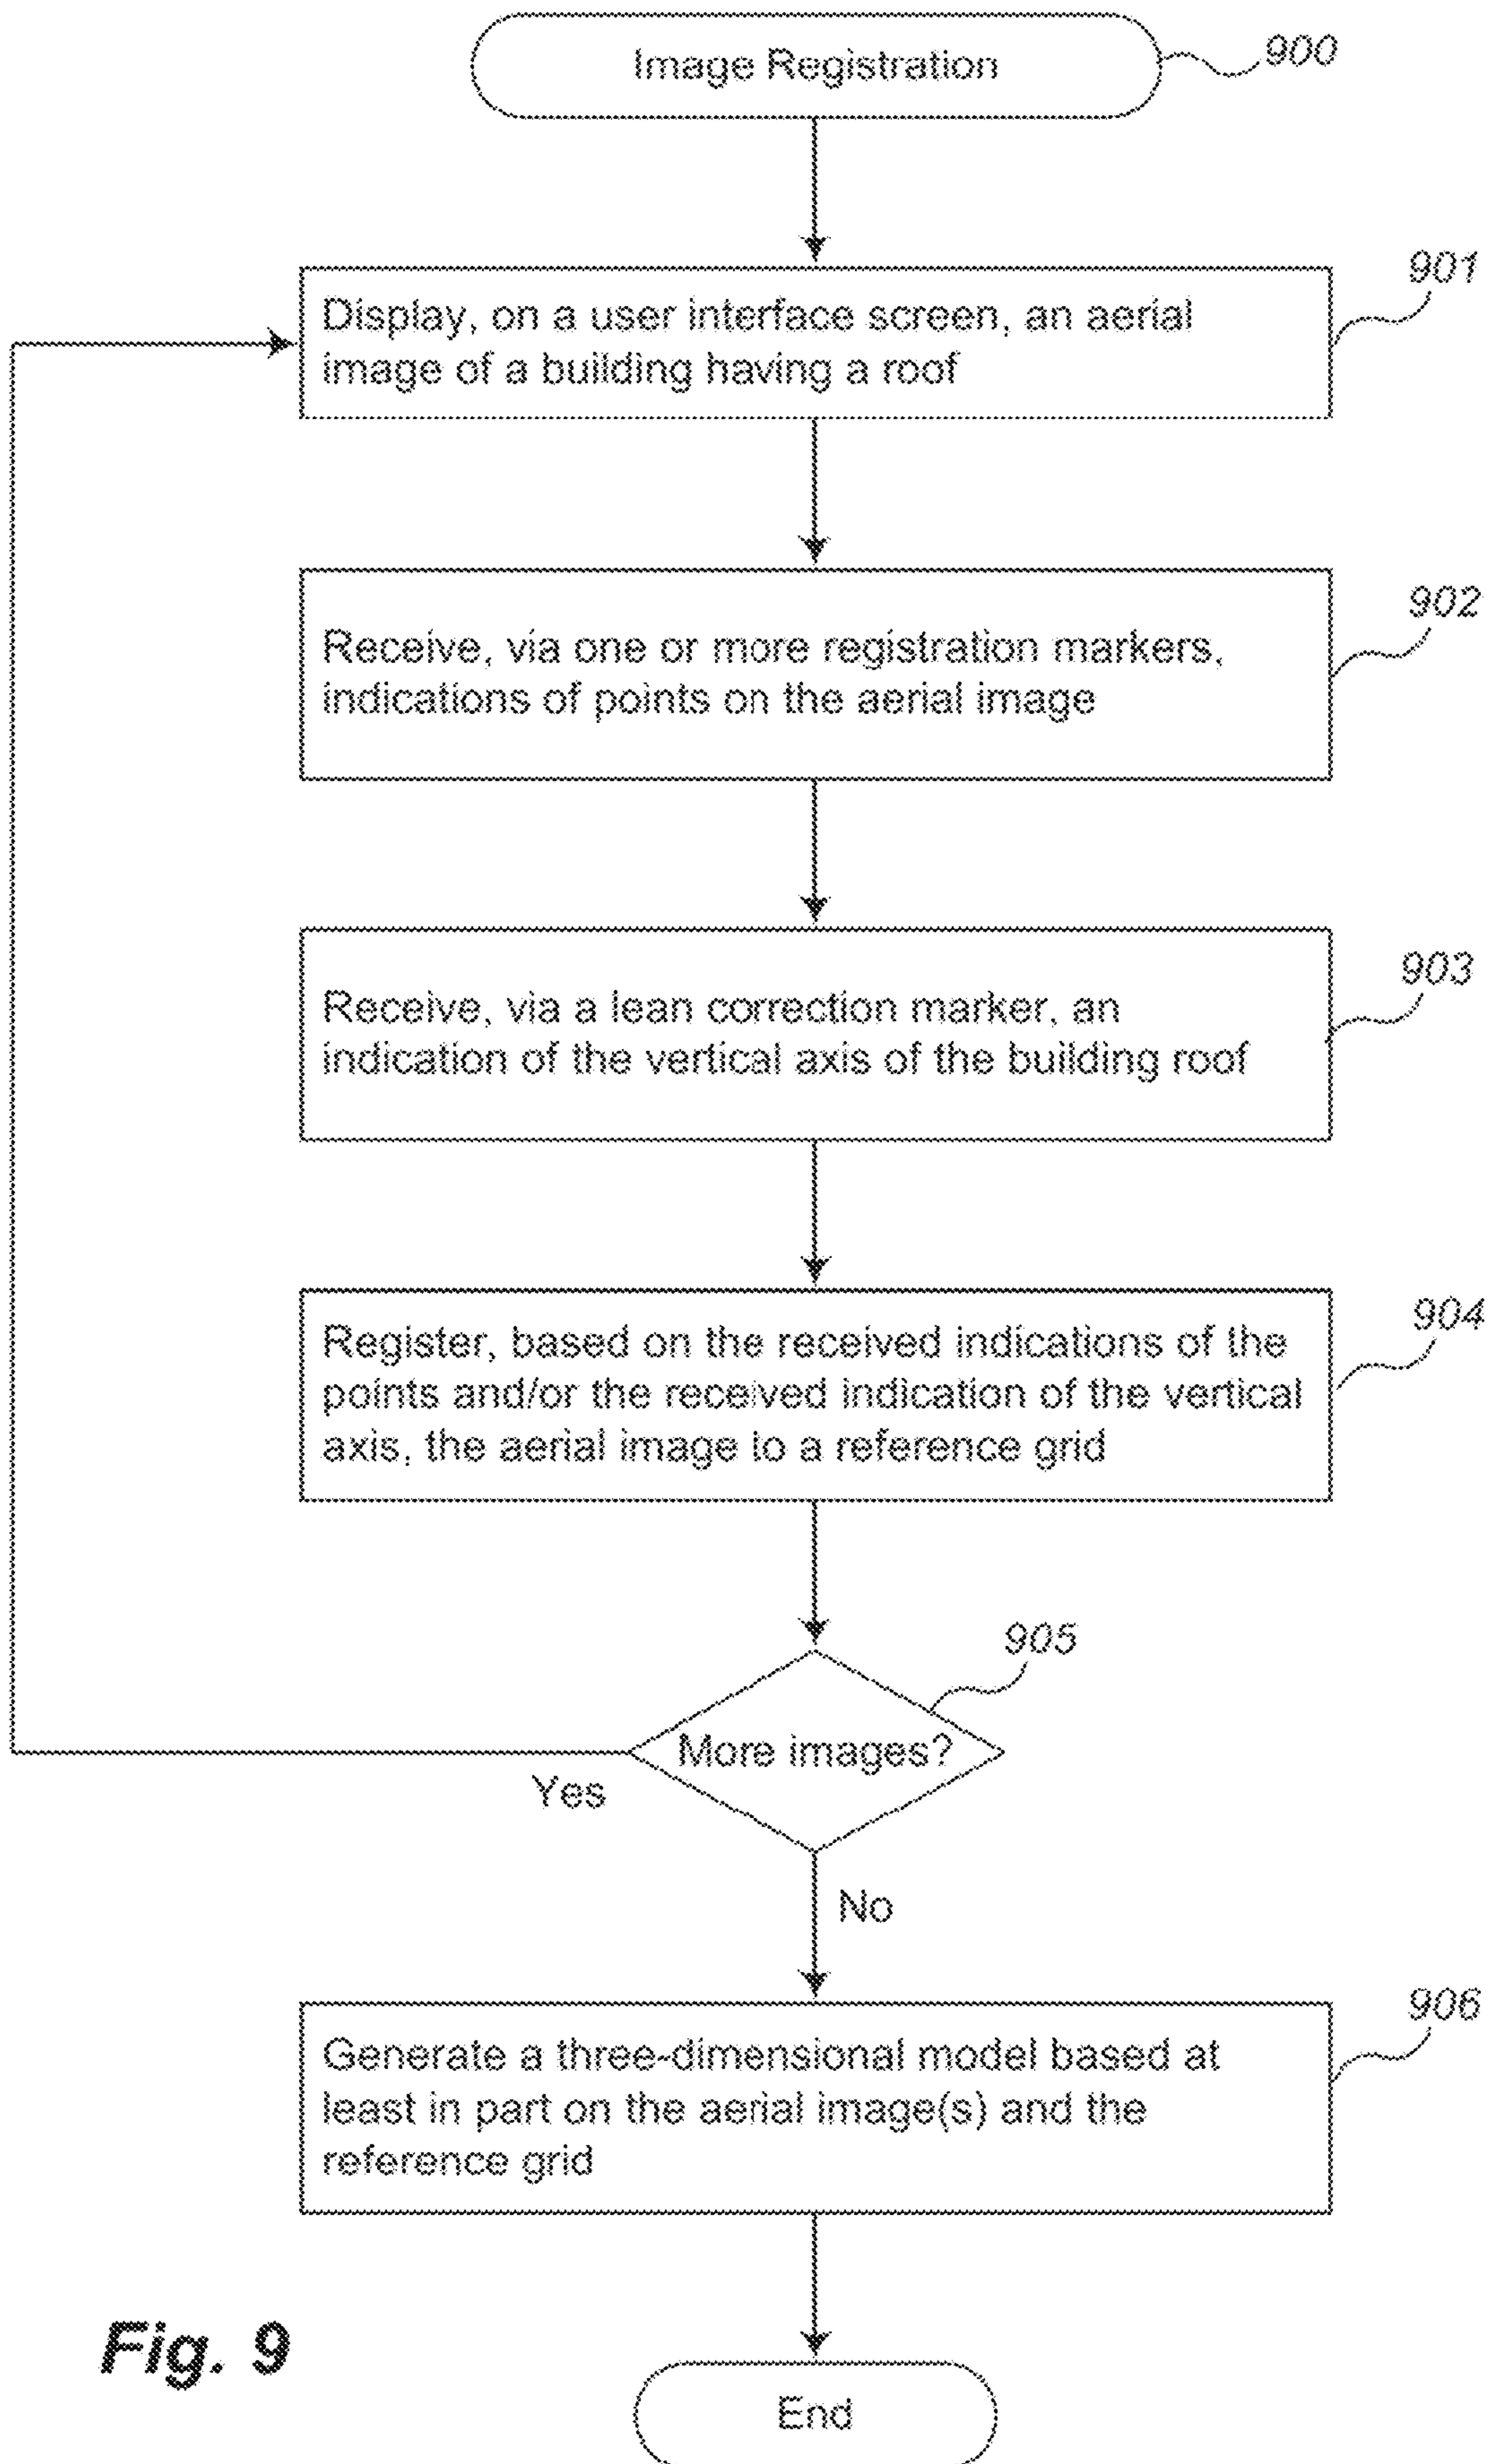 Image Registration
900
901
Display, on a user interface screen, an aerial
image of a building having a roof
902
Receive, via one or more registration markers,
indications of points on the aerial image
903
Receive, via a lean correction marker, an
indication of the vertical axis of the building roof
904
Register, based on the received indications of the
points and/or the received indication of the vertical
axis, the aerial image to a reference grid
905
More images?
Yes
No
906
Generate a three-dimensional model based at
least in part on the aerial image(s) and the
reference grid
Fig. 9
End